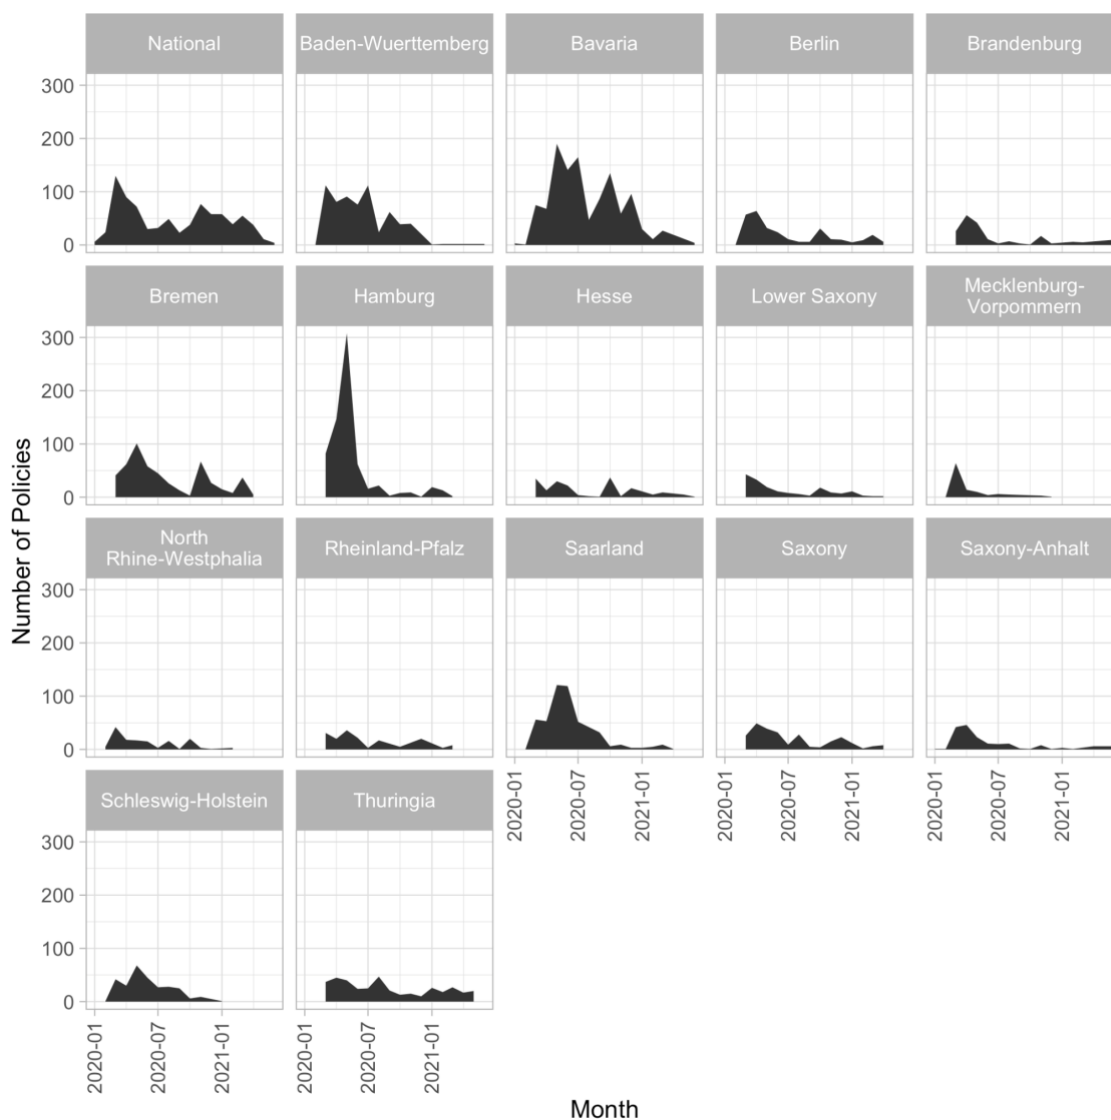 National
Baden-Wuerttemberg
Bavaria
Berlin
Brandenburg
300
200
100
0
Bremen
Hamburg
Hesse
Lower Saxony
Mecklenburg-
Vorpommern
300
200
100
0
Number of Policies
North
Rhine-Westphalia
Rheinland-Pfalz
Saarland
Saxony
Saxony-Anhalt
300
200
100
0
2020-01
2020-07
2021-01
2020-01
2020-07
2021-01
2020-01
2020-07
2021-01
Schleswig-Holstein
Thuringia
300
200
100
0
2020-01
2020-07
2021-01
2020-01
2020-07
2021-01
Month